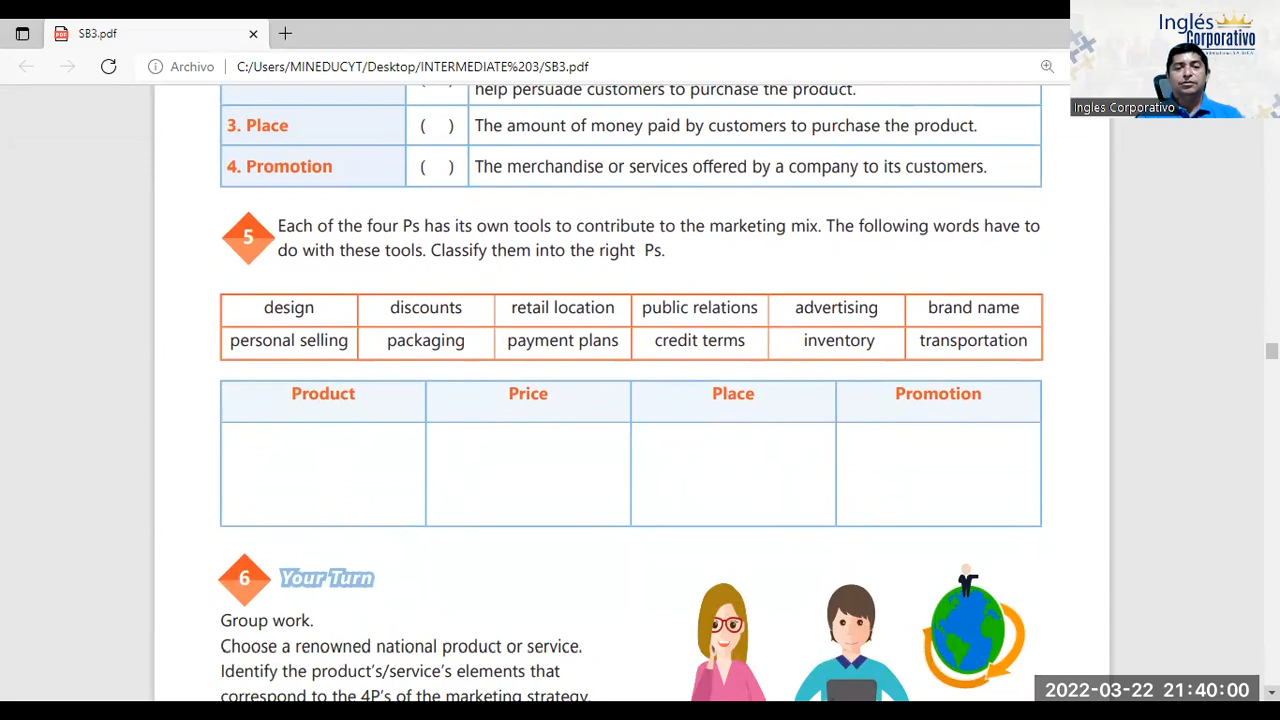 SB3.pdf
Archivo
C:/Users/MINEDUCYT/Desktop/INTERMEDIATE%203/SB3.pdf
Inglés
Corporativo
Ingles Corporativo
help persuade customers to purchase the product.
3. Place ( ) The amount of money paid by customers to purchase the product.
4. Promotion ( ) The merchandise or services offered by a company to its customers.
5
Each of the four Ps has its own tools to contribute to the marketing mix. The following words have to
do with these tools. Classify them into the right Ps.
design discounts retail location public relations advertising brand name
personal selling packaging payment plans credit terms inventory transportation
Product Price Place Promotion
6 Your Turn
Group work.
Choose a renowned national product or service.
Identify the product's/service's elements that
correspond to the 4P's of the marketing strategy.
2022-03-22 21:40:00